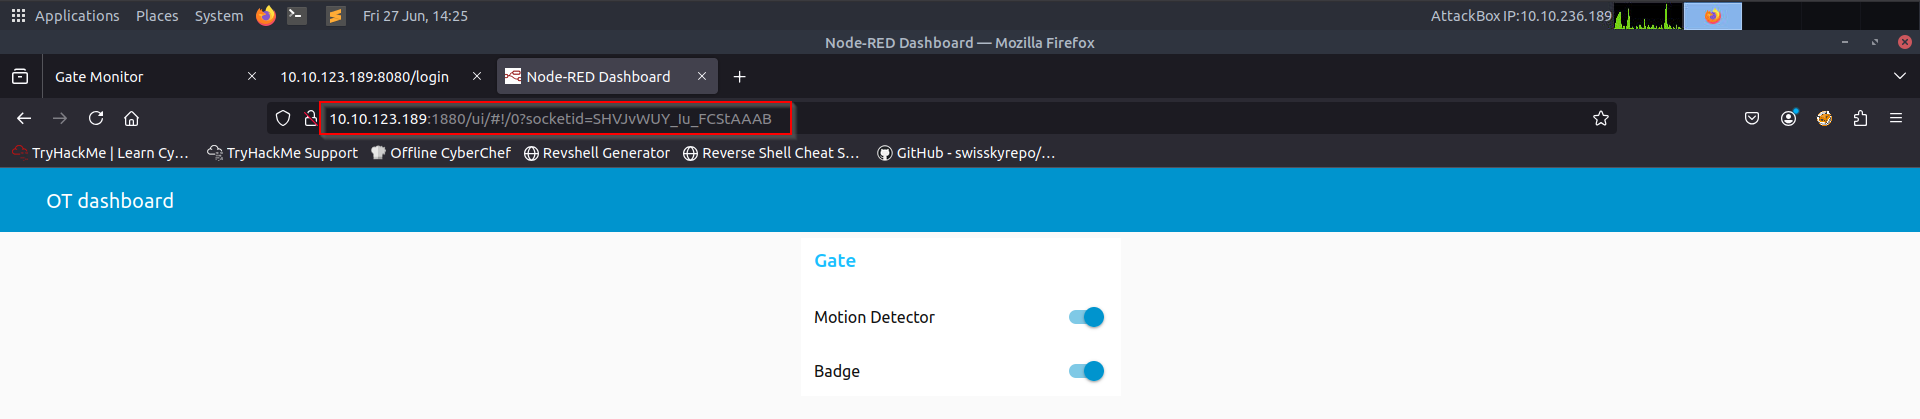 Applications Places System Fri 27 Jun, 14:25 AttackBox IP:10.10.236.189
Node-RED Dashboard — Mozilla Firefox
Gate Monitor 10.10.123.189:8080/login Node-RED Dashboard
10.10.123.189:1880/ui/#!/0?socketid=SHVJvWUY_Iu_FCStAAAB
TryHackMe | Learn Cy… TryHackMe Support Offline CyberChef Revshell Generator Reverse Shell Cheat S… GitHub - swisskyrepo/…
OT dashboard
Gate
Motion Detector
Badge